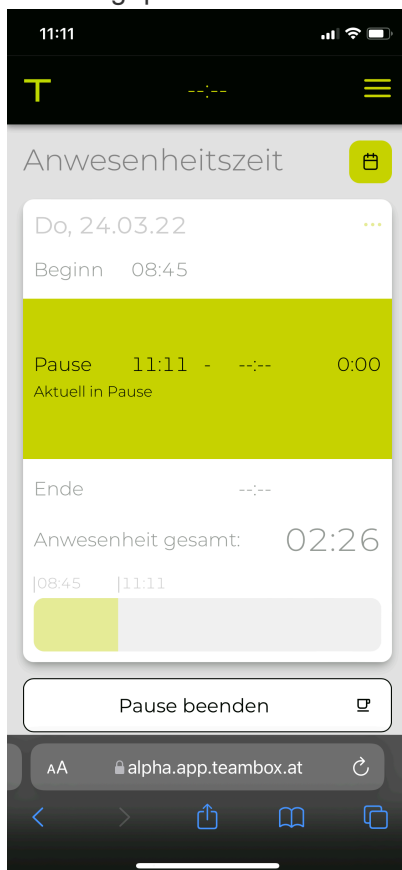 11:11
T --:--
Anwesenheitszeit
Do, 24.03.22 ...
Beginn 08:45
Pause 11:11 - --:-- 0:00
Aktuell in Pause
Ende --:--
Anwesenheit gesamt: 02:26
|08:45 |11:11
Pause beenden
AA alpha.app.teambox.at